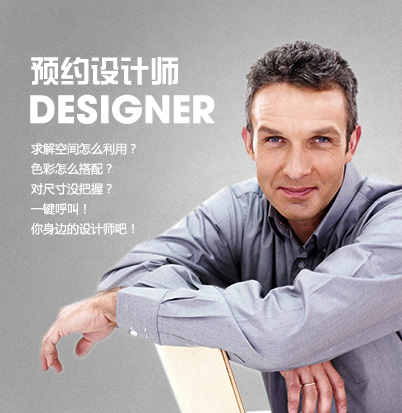 预约设计师
DESIGNER
求解空间怎么利用？
色彩怎么搭配？
对尺寸没把握？
一键呼叫！
你身边的设计师吧！